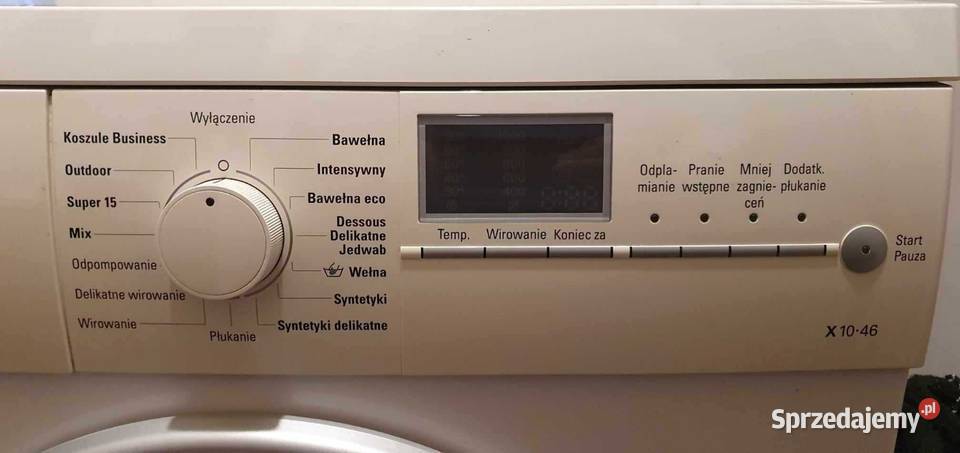 Wyłączenie
Koszule Business
Outdoor
Super 15
Mix
Odpompowanie
Delikatne wirowanie
Wirowanie
Płukanie
Bawełna
Intensywny
Bawełna eco
Dessous
Delikatne
Jedwab
Wełna
Syntetyki
Syntetyki delikatne
Temp.
Wirowanie
Koniec za
Odpla-
mianie
Pranie
wstępne
Mniej
zagnie-
ceń
Dodatk.
płukanie
Start
Pauza
X 10·46
Sprzedajemy.pl